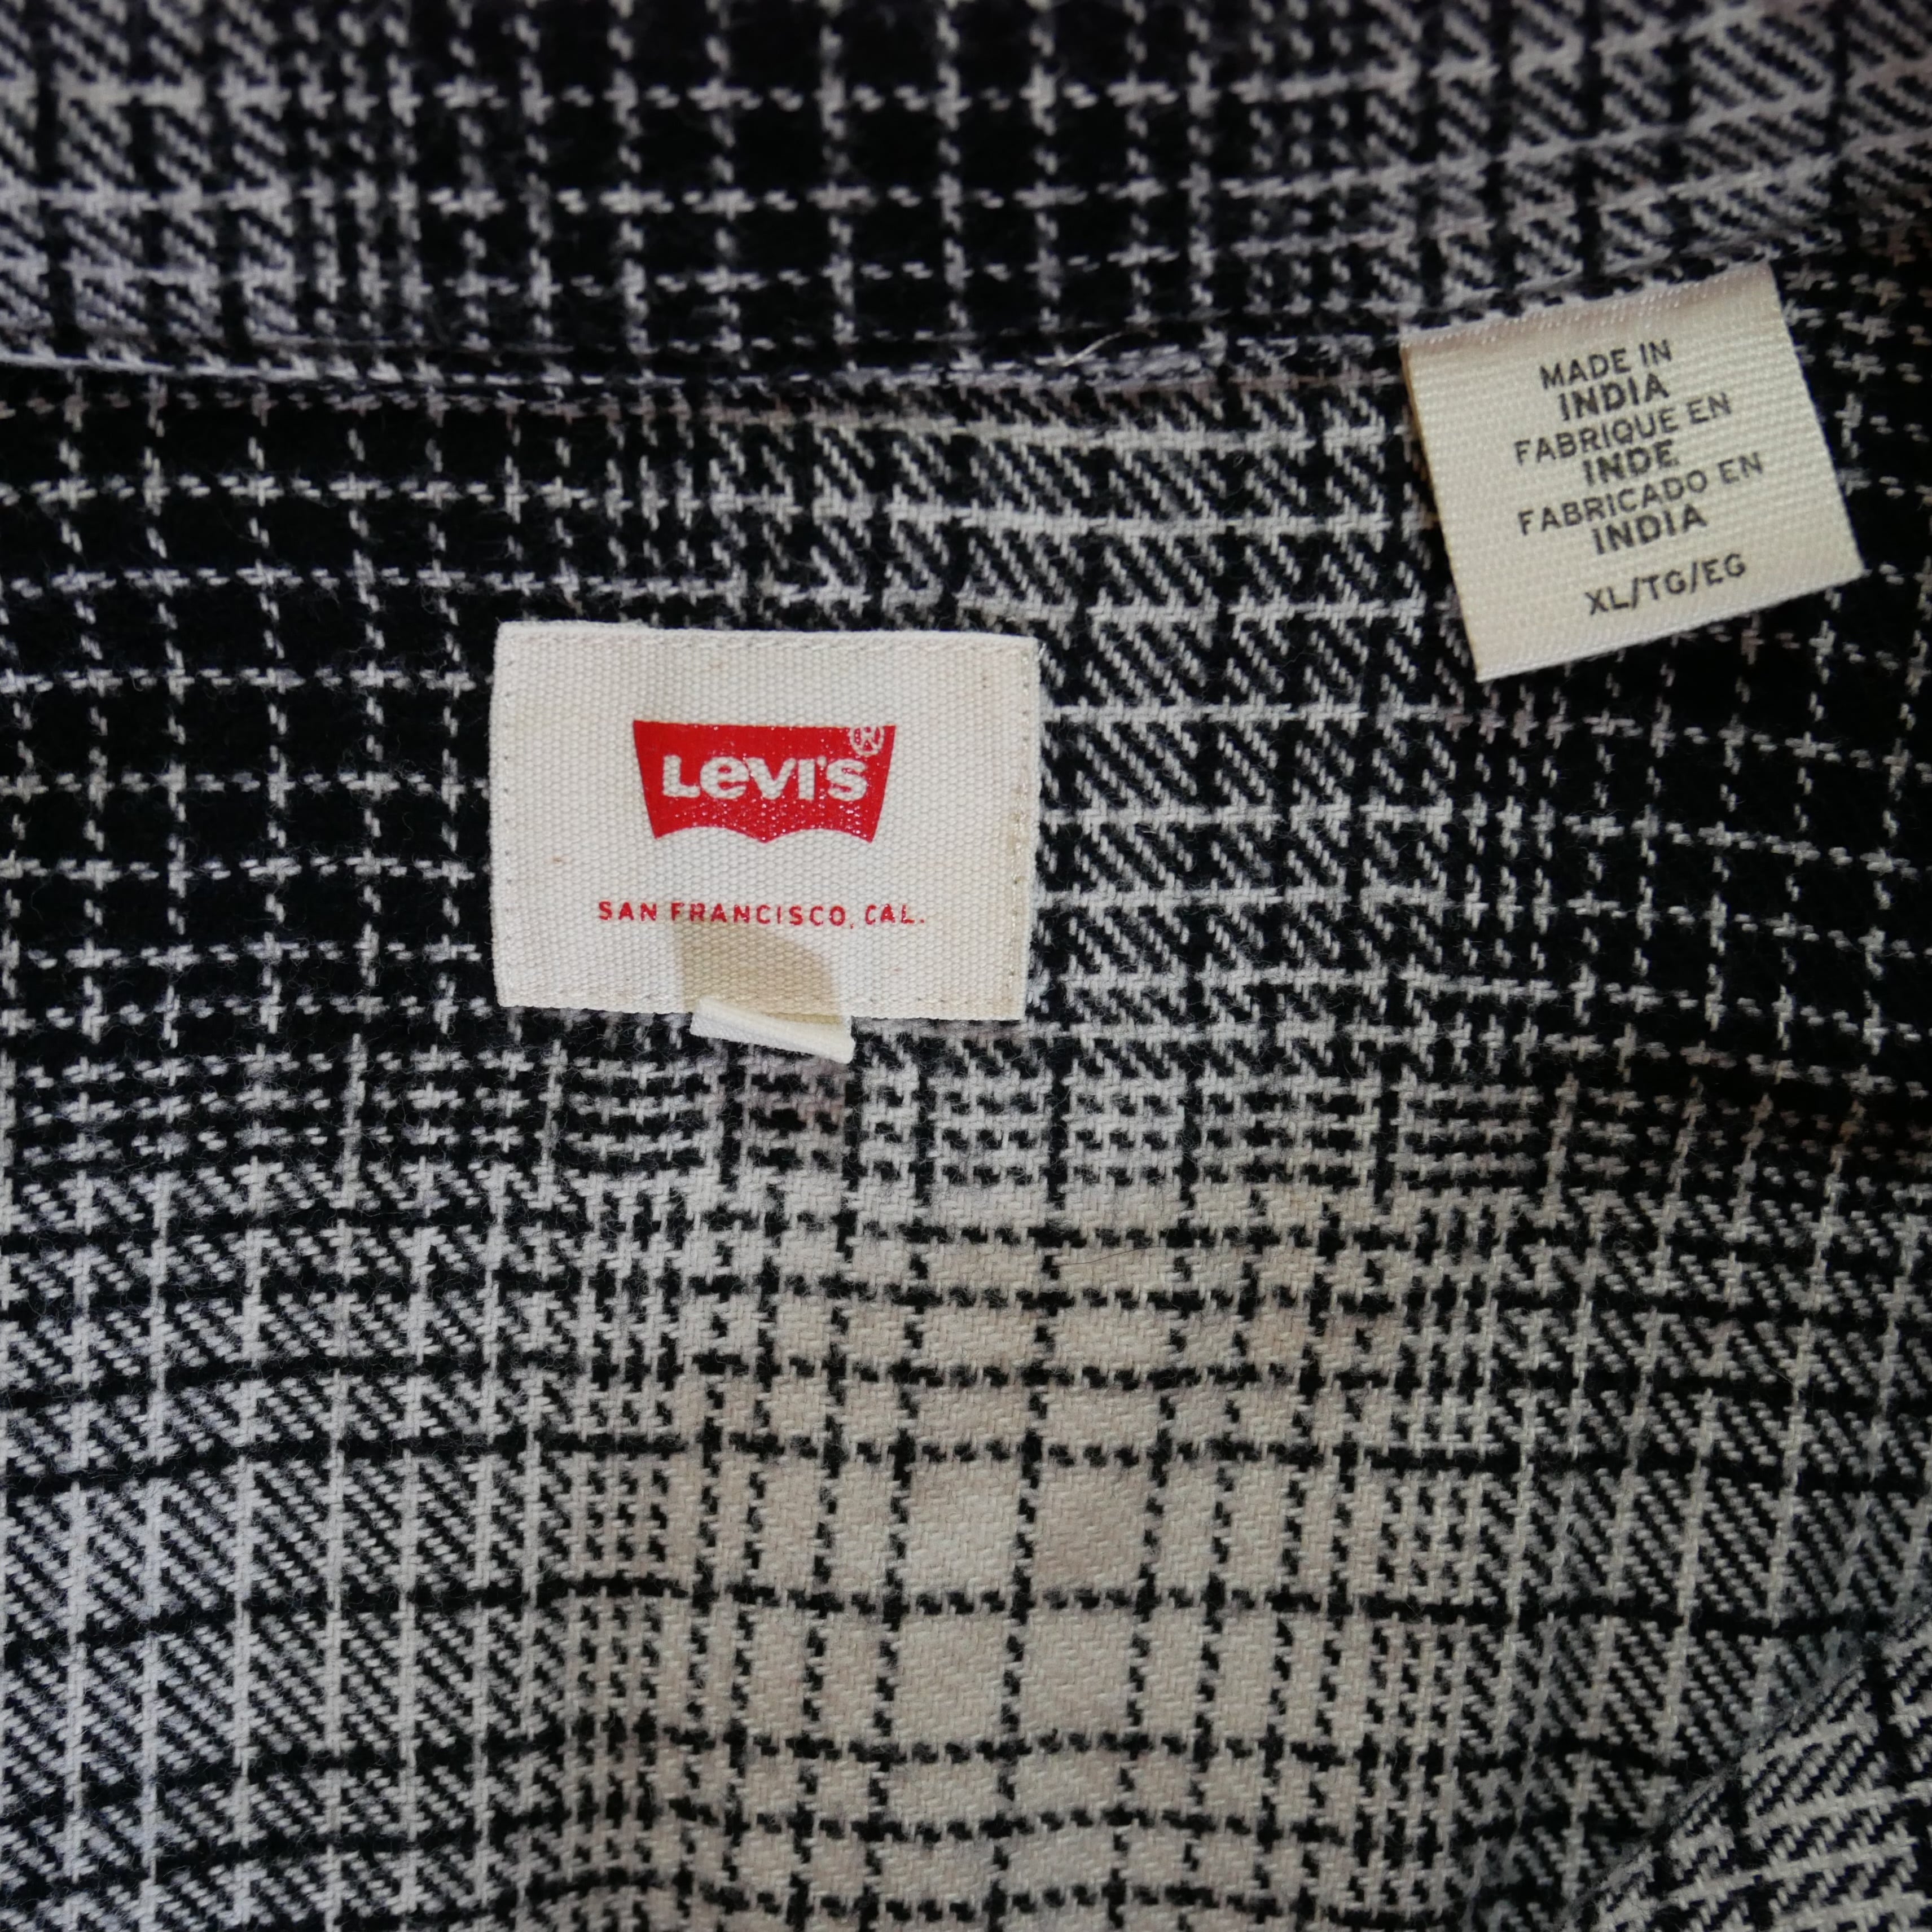 MADE IN
INDIA
FABRIQUE EN
INDE
FABRICADO EN
INDIA
XL/TG/EG
LEVI'S®
SAN FRANCISCO, CAL.